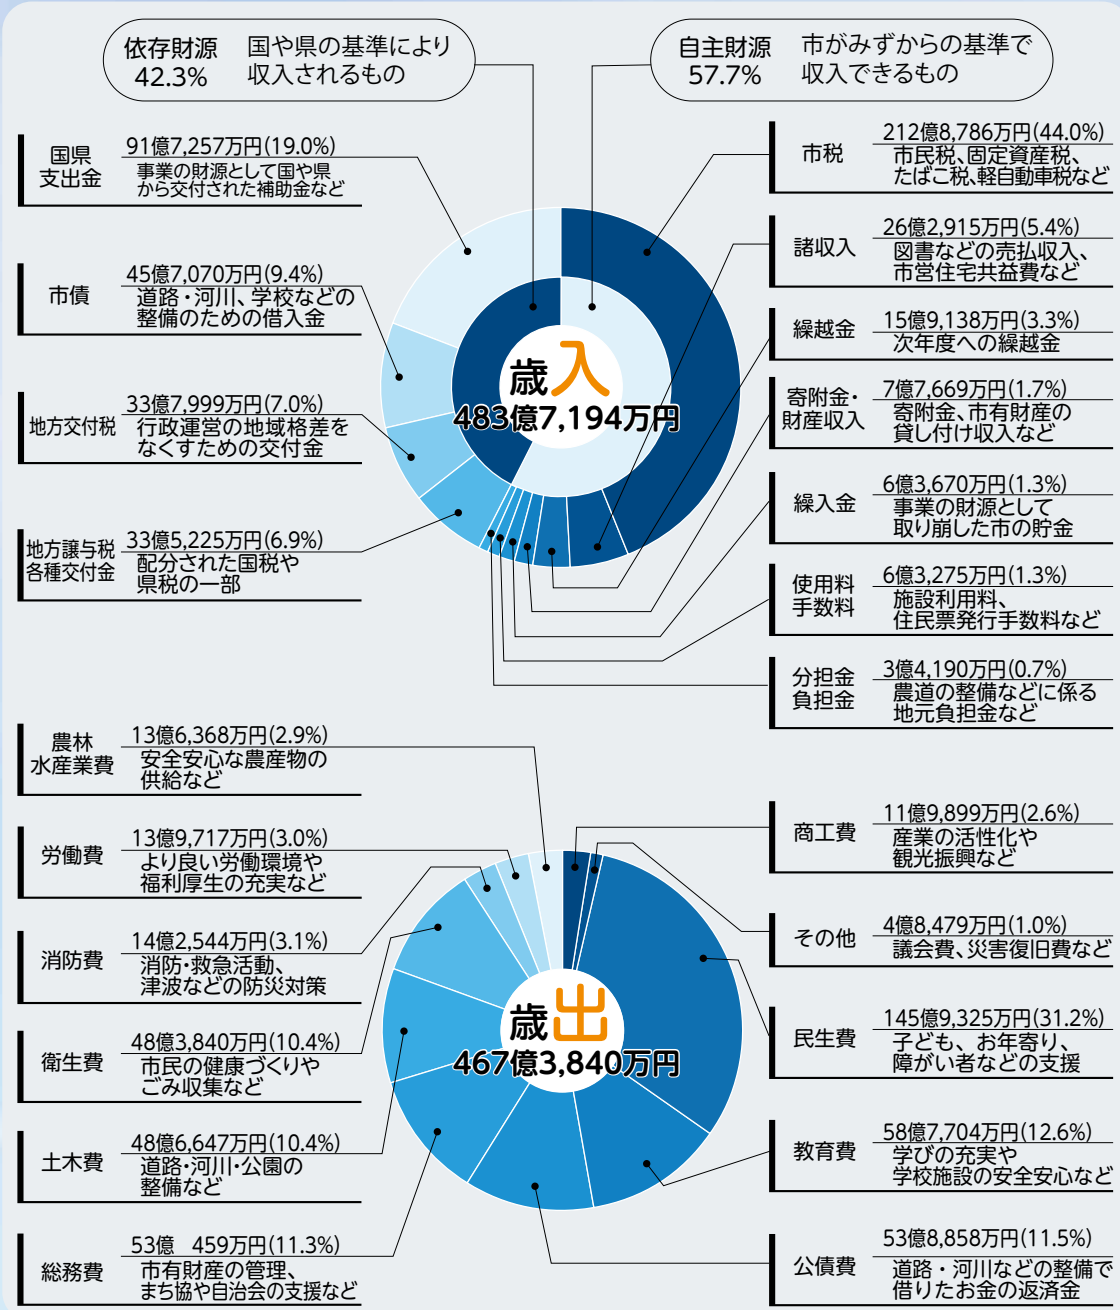 依存財源
42.3%
国や県の基準により
収入されるもの
自主財源
57.7%
市がみずからの基準で
収入できるもの
国県
支出金
91億7,257万円(19.0%)
事業の財源として国や県
から交付された補助金など
市債
45億7,070万円(9.4%)
道路・河川、学校などの
整備のための借入金
地方交付税
33億7,999万円(7.0%)
行政運営の地域格差を
なくすための交付金
地方譲与税
各種交付金
33億5,225万円(6.9%)
配分された国税や
県税の一部
歳入
483億7,194万円
市税
212億8,786万円(44.0%)
市民税、固定資産税、
たばこ税、軽自動車税など
諸収入
26億2,915万円(5.4%)
図書などの売払収入、
市営住宅共益費など
繰越金
15億9,138万円(3.3%)
次年度への繰越金
寄附金・
財産収入
7億7,669万円(1.7%)
寄附金、市有財産の
貸し付け収入など
繰入金
6億3,670万円(1.3%)
事業の財源として
取り崩した市の貯金
使用料
手数料
6億3,275万円(1.3%)
施設利用料、
住民票発行手数料など
分担金
負担金
3億4,190万円(0.7%)
農道の整備などに係る
地元負担金など
農林
水産業費
13億6,368万円(2.9%)
安全安心な農産物の
供給など
労働費
13億9,717万円(3.0%)
より良い労働環境や
福利厚生の充実など
消防費
14億2,544万円(3.1%)
消防・救急活動、
津波などの防災対策
衛生費
48億3,840万円(10.4%)
市民の健康づくりや
ごみ収集など
土木費
48億6,647万円(10.4%)
道路・河川・公園の
整備など
総務費
53億 459万円(11.3%)
市有財産の管理、
まち協や自治会の支援など
歳出
467億3,840万円
商工費
11億9,899万円(2.6%)
産業の活性化や
観光振興など
その他
4億8,479万円(1.0%)
議会費、災害復旧費など
民生費
145億9,325万円(31.2%)
子ども、お年寄り、
障がい者などの支援
教育費
58億7,704万円(12.6%)
学びの充実や
学校施設の安全安心など
公債費
53億8,858万円(11.5%)
道路・河川などの整備で
借りたお金の返済金